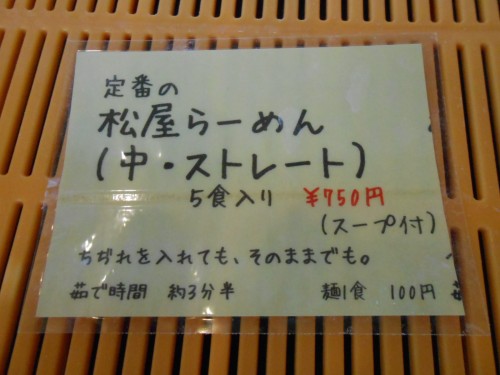 定番の
松屋らーめん
(中・ストレート)
5食入り ¥750円
(スープ付)
ちぢれを入れても、そのままでも。
茹で時間 約3分半 麺1食 100円